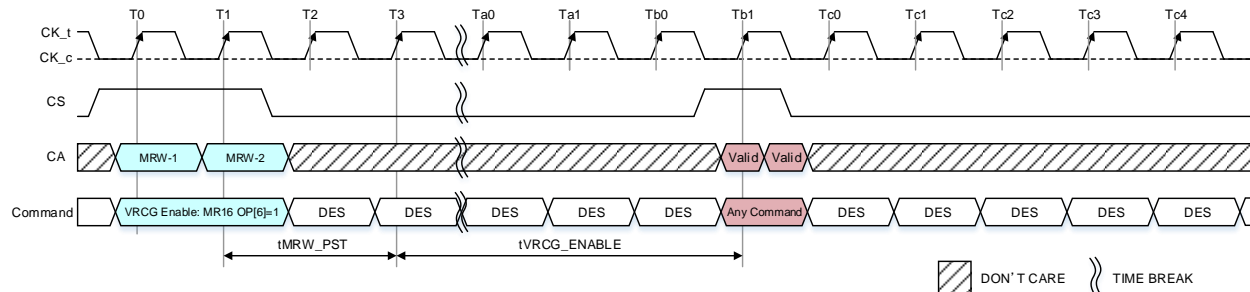 T0 T1 T2 T3 Ta0 Ta1 Tb0 Tb1 Tc0 Tc1 Tc2 Tc3 Tc4
CK_t
CK_c
CS
CA MRW-1 MRW-2 Valid Valid
Command VRCG Enable: MR16 OP[6]=1 DES DES DES DES DES Any Command DES DES DES DES DES
tMRW_PST tVRCG_ENABLE
DON'T CARE TIME BREAK